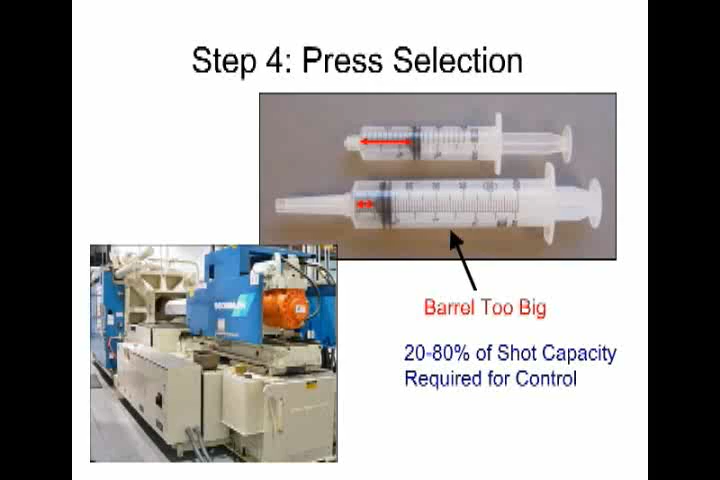 Step 4: Press Selection
Barrel Too Big
20-80% of Shot Capacity
Required for Control